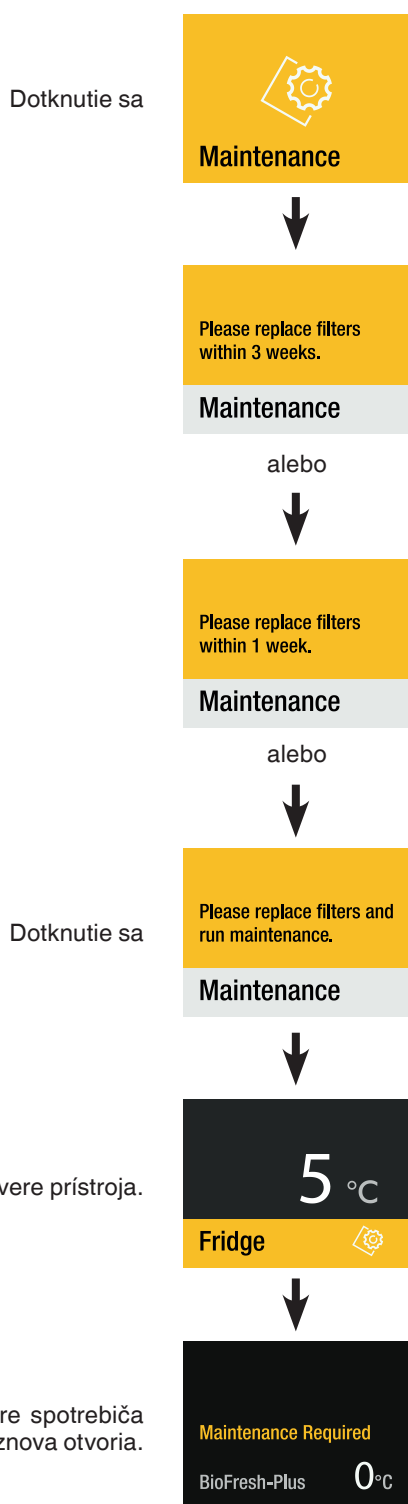 Dotknutie sa
Maintenance
Please replace filters
within 3 weeks.
Maintenance
alebo
Please replace filters
within 1 week.
Maintenance
alebo
Dotknutie sa
Please replace filters and
run maintenance.
Maintenance
5 °C
vere prístroja.
Fridge
re spotrebiča
znova otvoria.
Maintenance Required
BioFresh-Plus 0°C